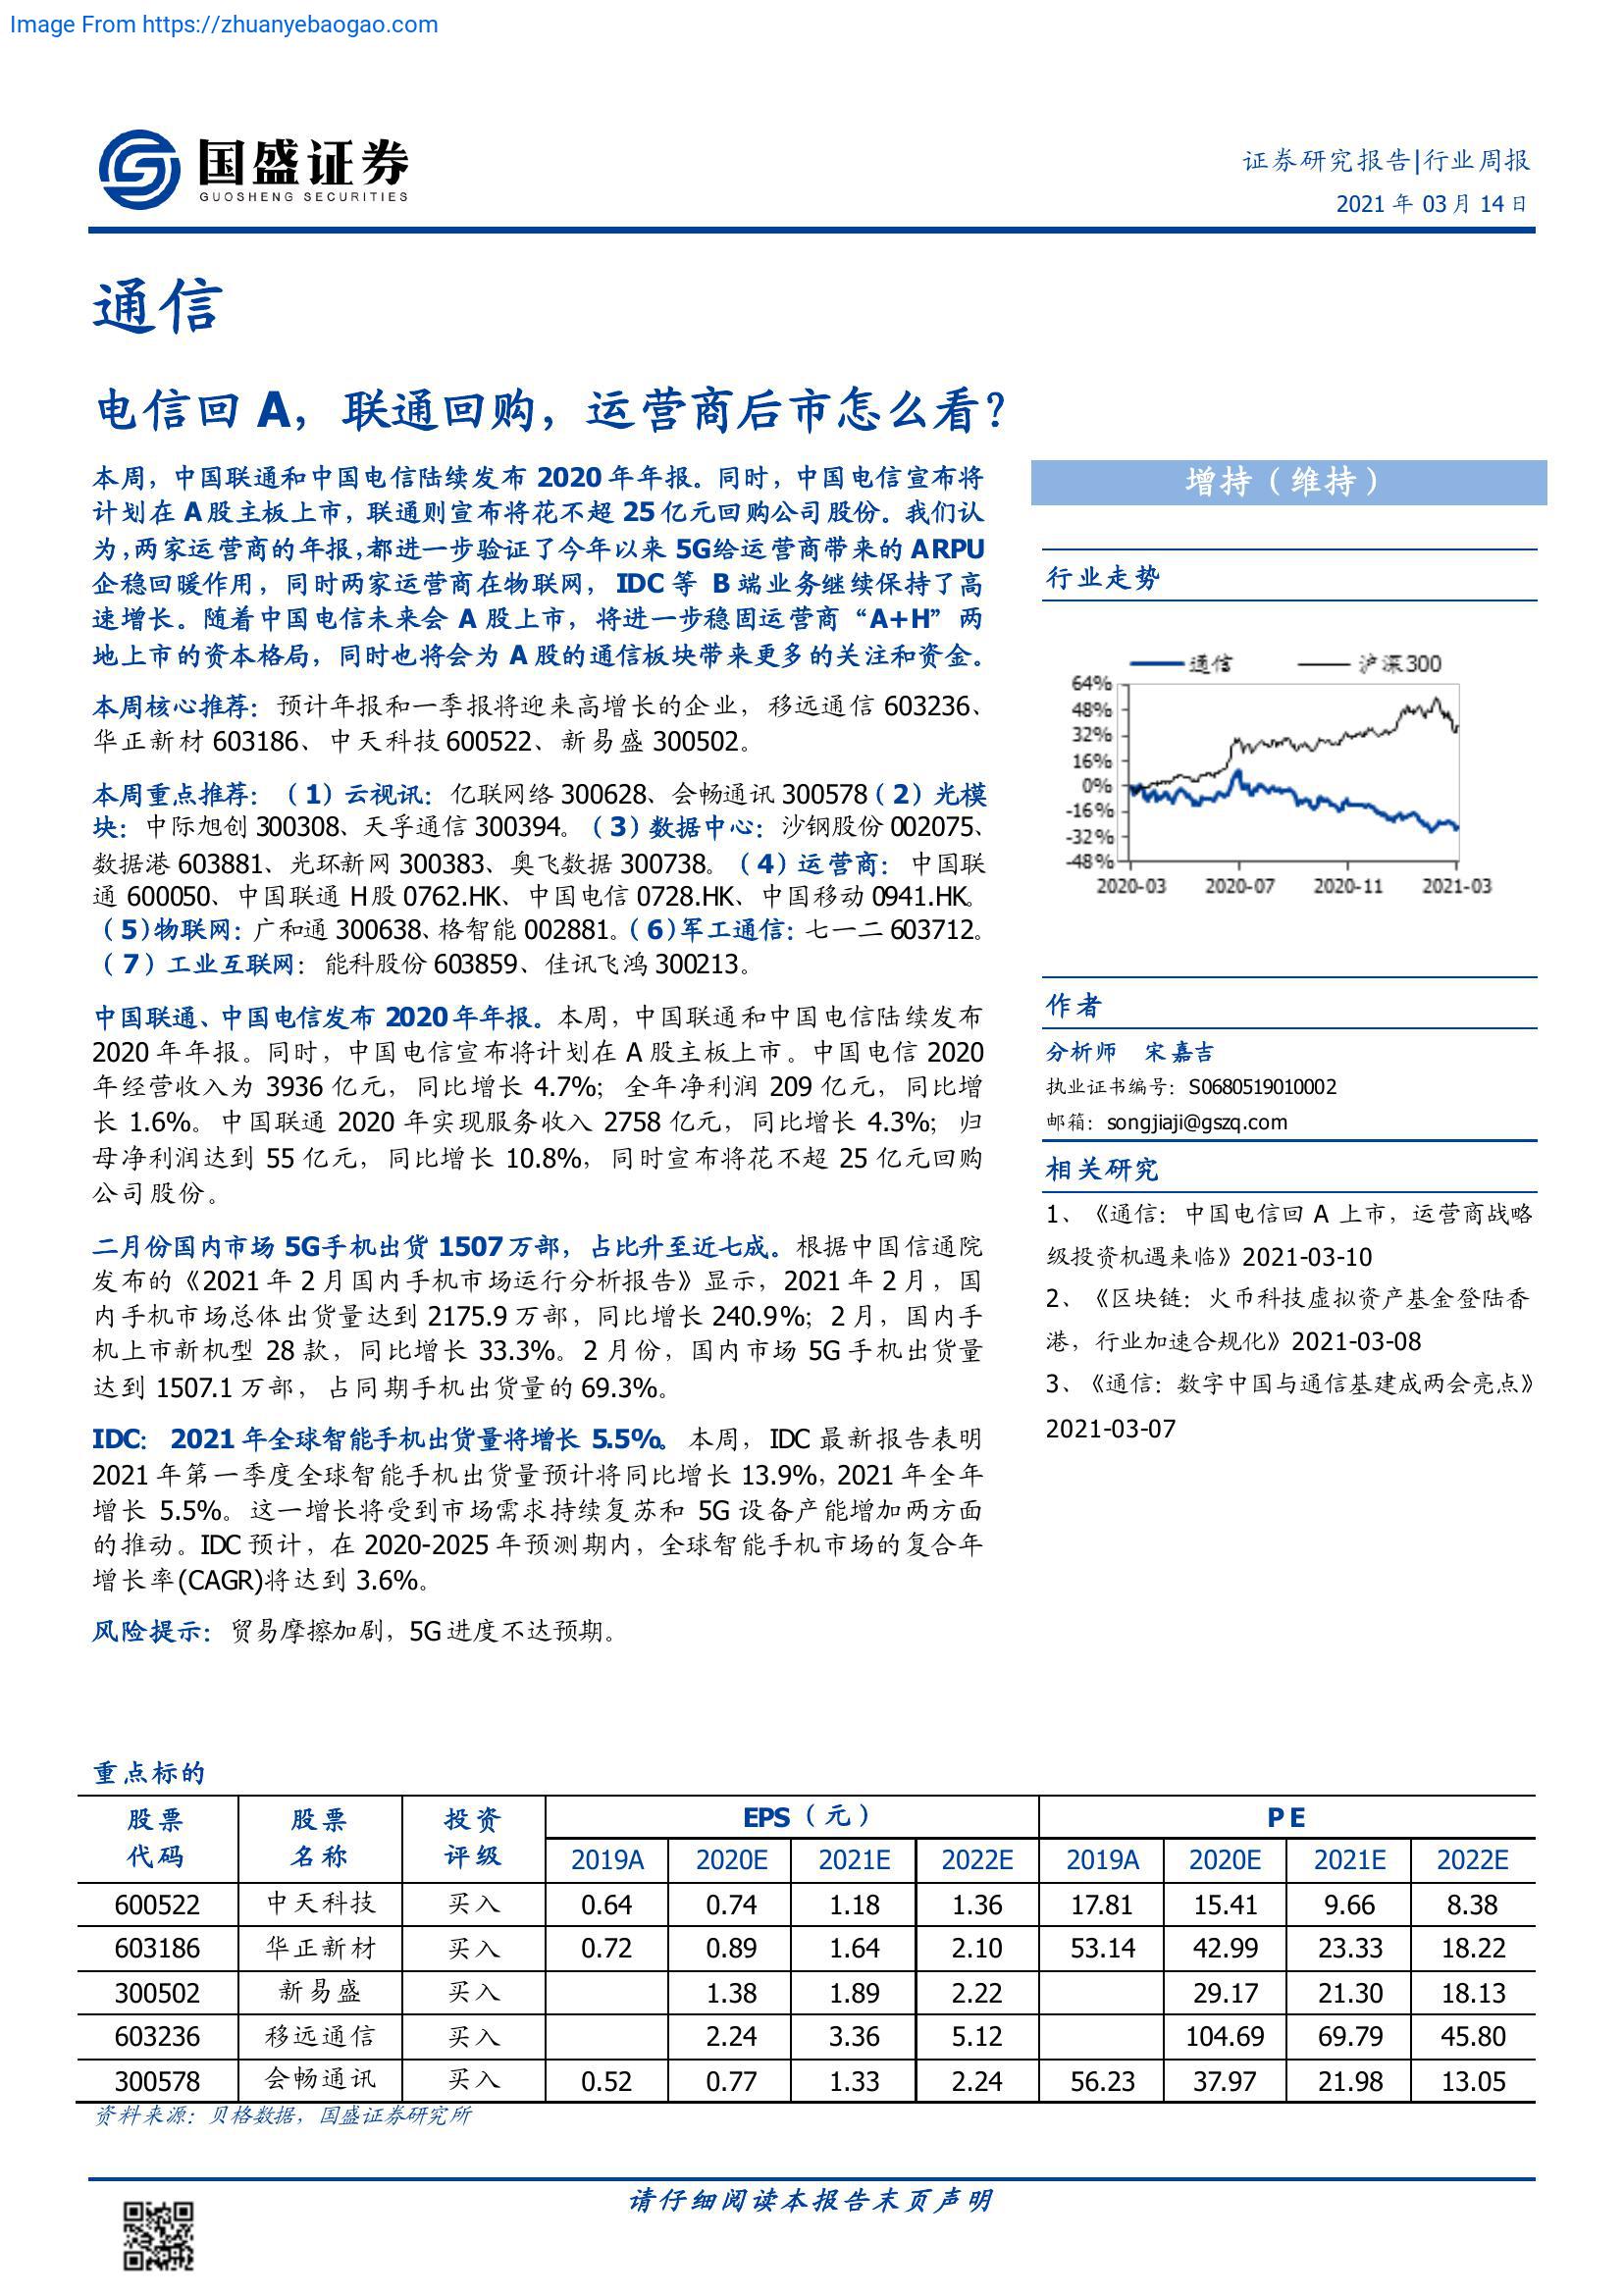 Image From https://zhuanyebaogao.com
国盛证券
GUOSHENG SECURITIES
证券研究报告|行业周报
2021 年 03 月 14 日
通信
电信回 A，联通回购，运营商后市怎么看？
本周，中国联通和中国电信陆续发布 2020 年年报。同时，中国电信宣布将
计划在 A 股主板上市，联通则宣布将花不超 25 亿元回购公司股份。我们认
为，两家运营商的年报，都进一步验证了今年以来 5G 给运营商带来的 ARPU
企稳回暖作用，同时两家运营商在物联网，IDC 等 B 端业务继续保持了高
速增长。随着中国电信未来会 A 股上市，将进一步稳固运营商“A+H”两
地上市的资本格局，同时也将会为 A 股的通信板块带来更多的关注和资金。
本周核心推荐：预计年报和一季报将迎来高增长的企业，移远通信 603236、
华正新材 603186、中天科技 600522、新易盛 300502。
本周重点推荐：（1）云视讯：亿联网络 300628、会畅通讯 300578（2）光模
块：中际旭创 300308、天孚通信 300394。（3）数据中心：沙钢股份 002075、
数据港 603881、光环新网 300383、奥飞数据 300738。（4）运营商：中国联
通 600050、中国联通 H 股 0762.HK、中国电信 0728.HK、中国移动 0941.HK。
（5）物联网：广和通 300638、格智能 002881。（6）军工通信：七一二 603712。
（7）工业互联网：能科股份 603859、佳讯飞鸿 300213。
中国联通、中国电信发布 2020 年年报。本周，中国联通和中国电信陆续发布
2020 年年报。同时，中国电信宣布将计划在 A 股主板上市。中国电信 2020
年经营收入为 3936 亿元，同比增长 4.7%；全年净利润 209 亿元，同比增
长 1.6%。中国联通 2020 年实现服务收入 2758 亿元，同比增长 4.3%；归
母净利润达到 55 亿元，同比增长 10.8%，同时宣布将花不超 25 亿元回购
公司股份。
二月份国内市场 5G 手机出货 1507 万部，占比升至近七成。根据中国信通院
发布的《2021 年 2 月国内手机市场运行分析报告》显示，2021 年 2 月，国
内手机市场总体出货量达到 2175.9 万部，同比增长 240.9%；2 月，国内手
机上市新机型 28 款，同比增长 33.3%。2 月份，国内市场 5G 手机出货量
达到 1507.1 万部，占同期手机出货量的 69.3%。
IDC：2021 年全球智能手机出货量将增长 5.5%。本周，IDC 最新报告表明
2021 年第一季度全球智能手机出货量预计将同比增长 13.9%，2021 年全年
增长 5.5%。这一增长将受到市场需求持续复苏和 5G 设备产能增加两方面
的推动。IDC 预计，在 2020-2025 年预测期内，全球智能手机市场的复合年
增长率(CAGR)将达到 3.6%。
风险提示：贸易摩擦加剧，5G 进度不达预期。
增持（维持）
行业走势
通信 沪深300
64%
48%
32%
16%
0%
-16%
-32%
-48%
2020-03 2020-07 2020-11 2021-03
作者
分析师 宋嘉吉
执业证书编号：S0680519010002
邮箱：songjiaji@gszq.com
相关研究
1、《通信：中国电信回 A 上市，运营商战略
级投资机遇来临》2021-03-10
2、《区块链：火币科技虚拟资产基金登陆香
港，行业加速合规化》2021-03-08
3、《通信：数字中国与通信基建成两会亮点》
2021-03-07
重点标的
股票 股票 投资 EPS（元） P E
代码 名称 评级 2019A 2020E 2021E 2022E 2019A 2020E 2021E 2022E
600522 中天科技 买入 0.64 0.74 1.18 1.36 17.81 15.41 9.66 8.38
603186 华正新材 买入 0.72 0.89 1.64 2.10 53.14 42.99 23.33 18.22
300502 新易盛 买入 1.38 1.89 2.22 29.17 21.30 18.13
603236 移远通信 买入 2.24 3.36 5.12 104.69 69.79 45.80
300578 会畅通讯 买入 0.52 0.77 1.33 2.24 56.23 37.97 21.98 13.05
资料来源：贝格数据，国盛证券研究所
请仔细阅读本报告末页声明